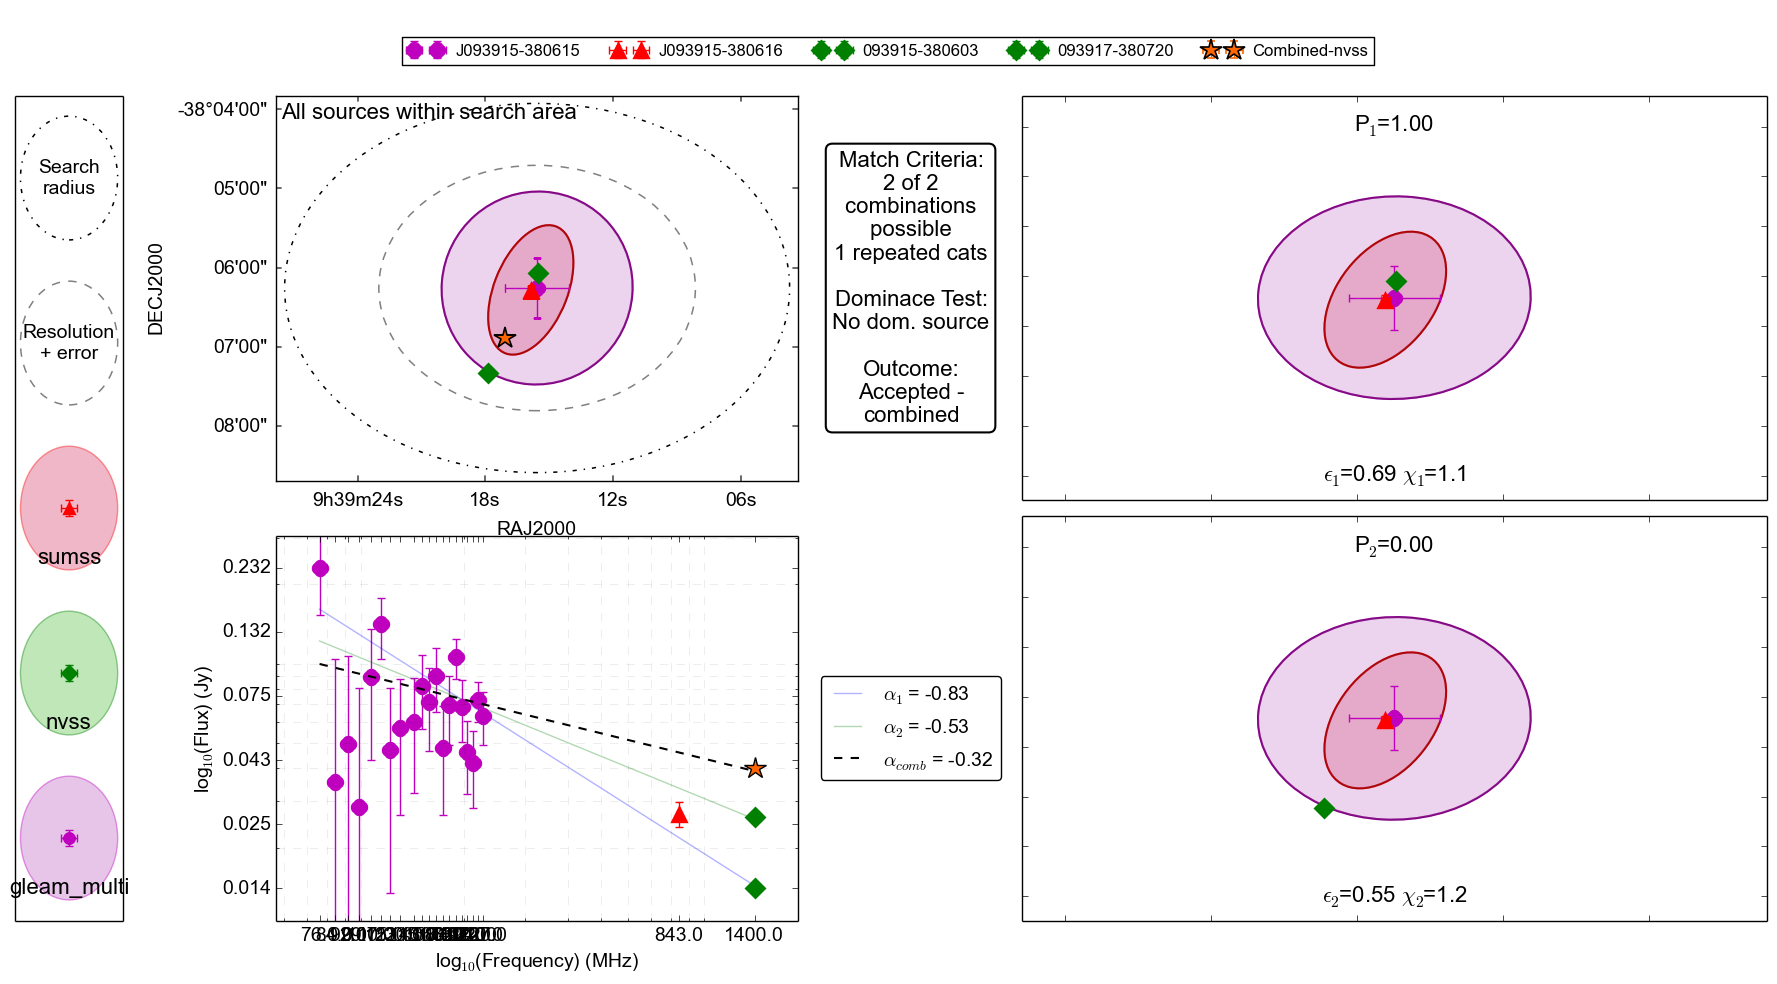 J093915-380615
J093915-380616
093915-380603
093917-380720
Combined-nvss
Search
radius
Resolution
+ error
sumss
nvss
gleam_multi
All sources within search area
-38°04'00"
05'00"
06'00"
07'00"
08'00"
DECJ2000
9h39m24s
18s
12s
06s
RAJ2000
Match Criteria:
2 of 2
combinations
possible
1 repeated cats
Dominace Test:
No dom. source
Outcome:
Accepted -
combined
P1=1.00
ϵ1=0.69 χ1=1.1
P2=0.00
ϵ2=0.55 χ2=1.2
0.232
0.132
0.075
0.043
0.025
0.014
log10(Flux) (Jy)
843.0
1400.0
log10(Frequency) (MHz)
α1 = -0.83
α2 = -0.53
αcomb = -0.32